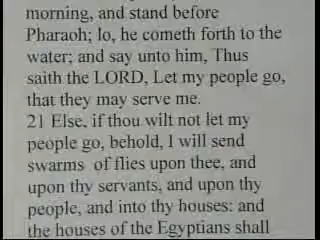 morning, and stand before
Pharaoh; lo, he cometh forth to the
water; and say unto him, Thus
saith the LORD, Let my people go,
that they may serve me.
21 Else, if thou wilt not let my
people go, behold, I will send
swarms of flies upon thee, and
upon thy servants, and upon thy
people, and into thy houses: and
the houses of the Egyptians shall